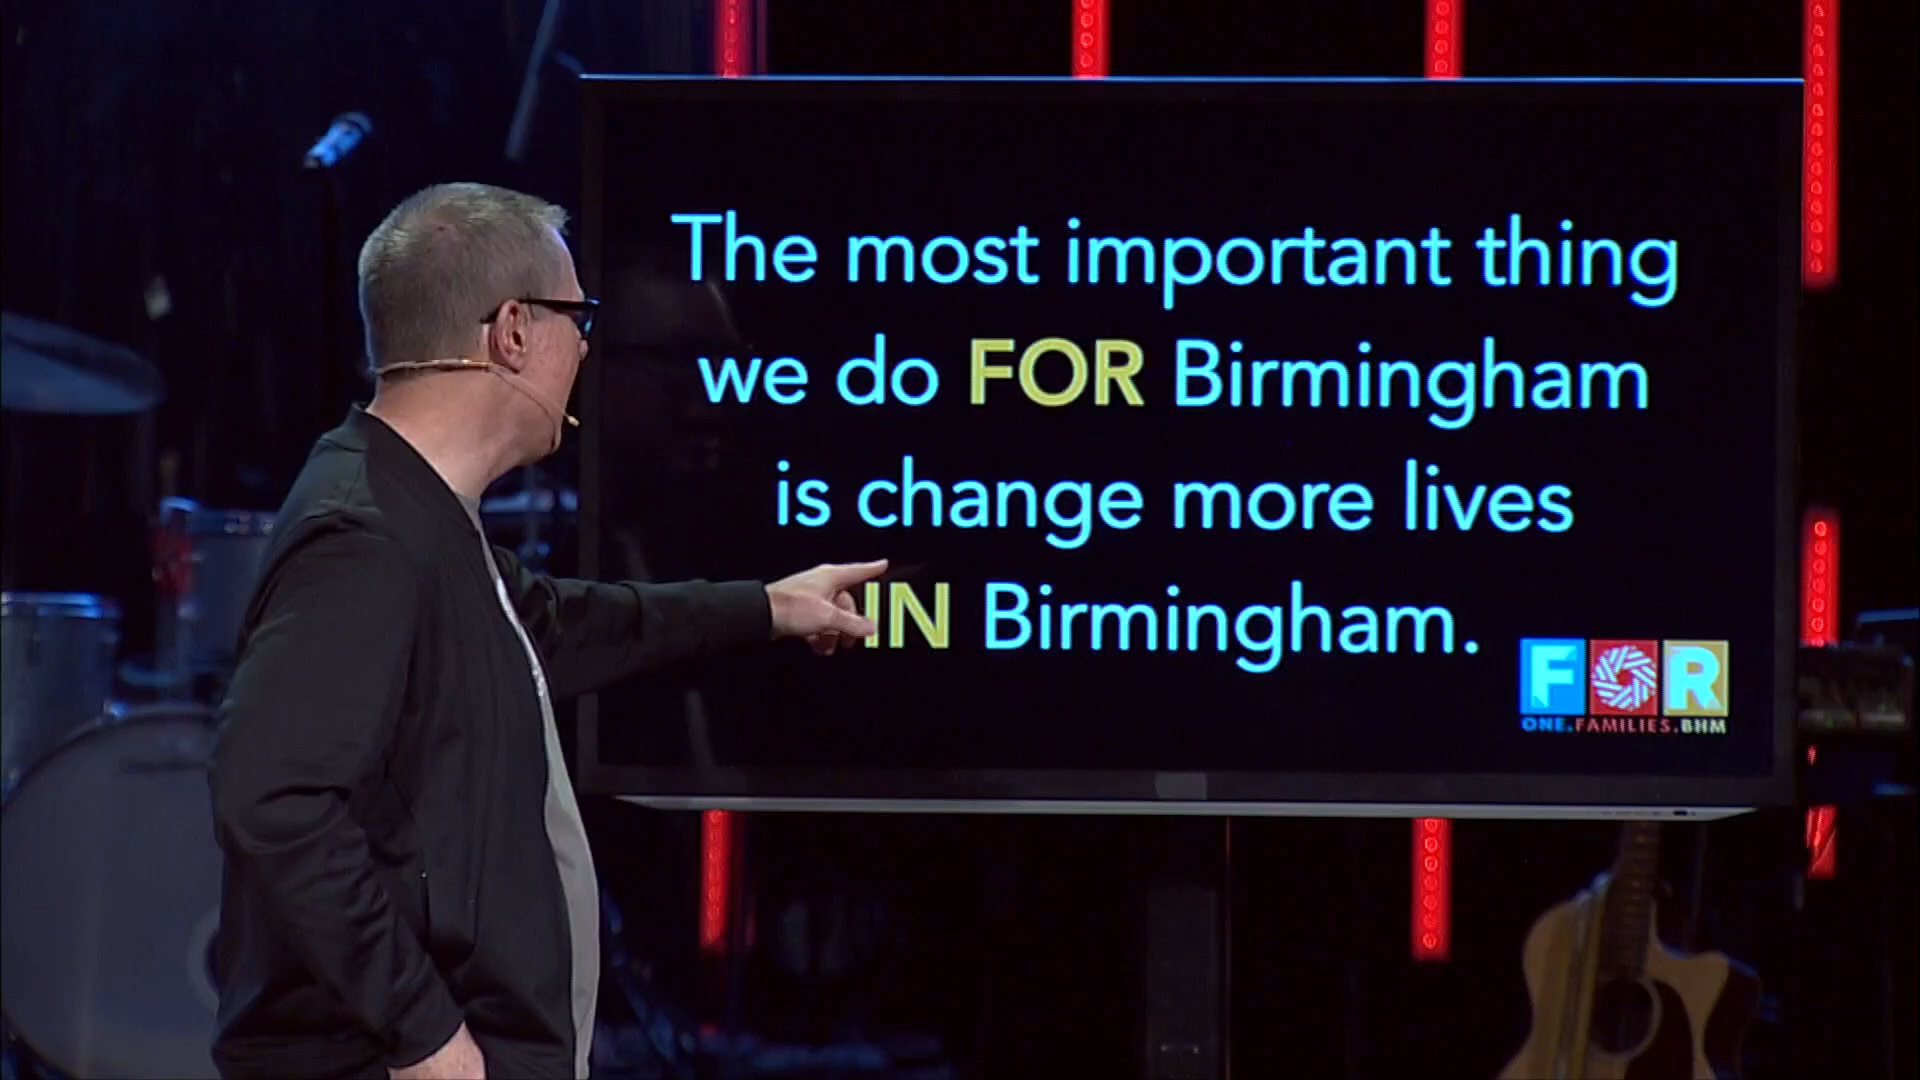 The most important thing
we do FOR Birmingham
is change more lives
IN Birmingham.
FOR
ONE.FAMILIES.BHM